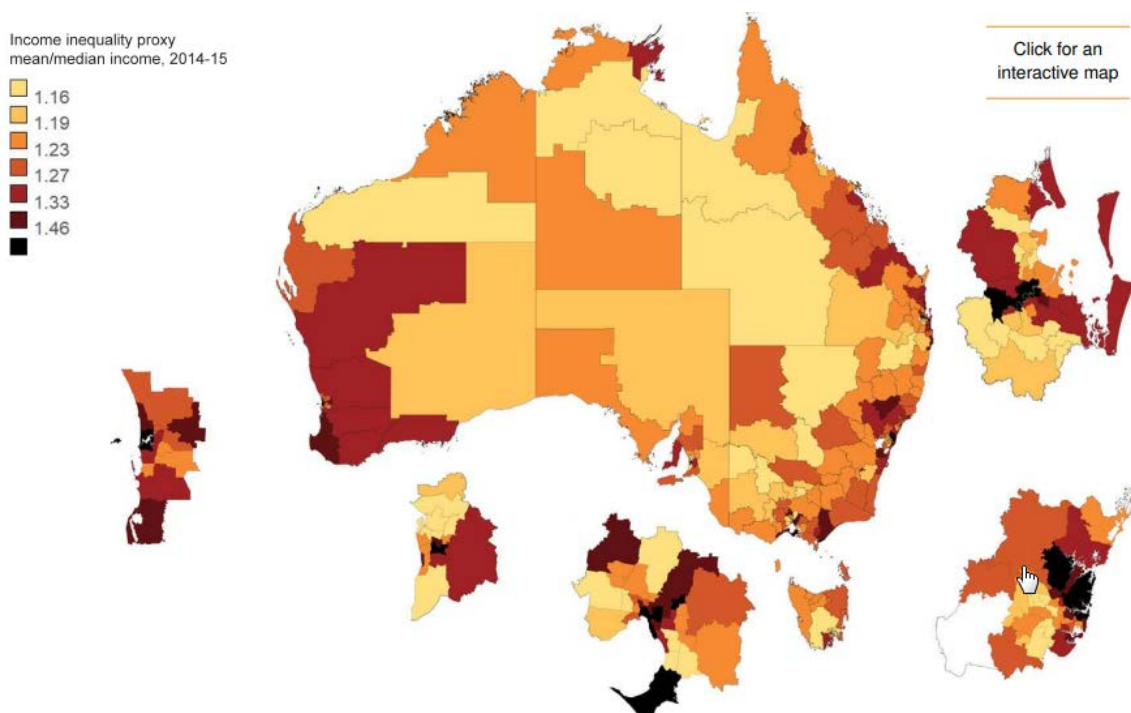 Income inequality proxy
mean/median income, 2014-15
1.16
1.19
1.23
1.27
1.33
1.46
Click for an
interactive map